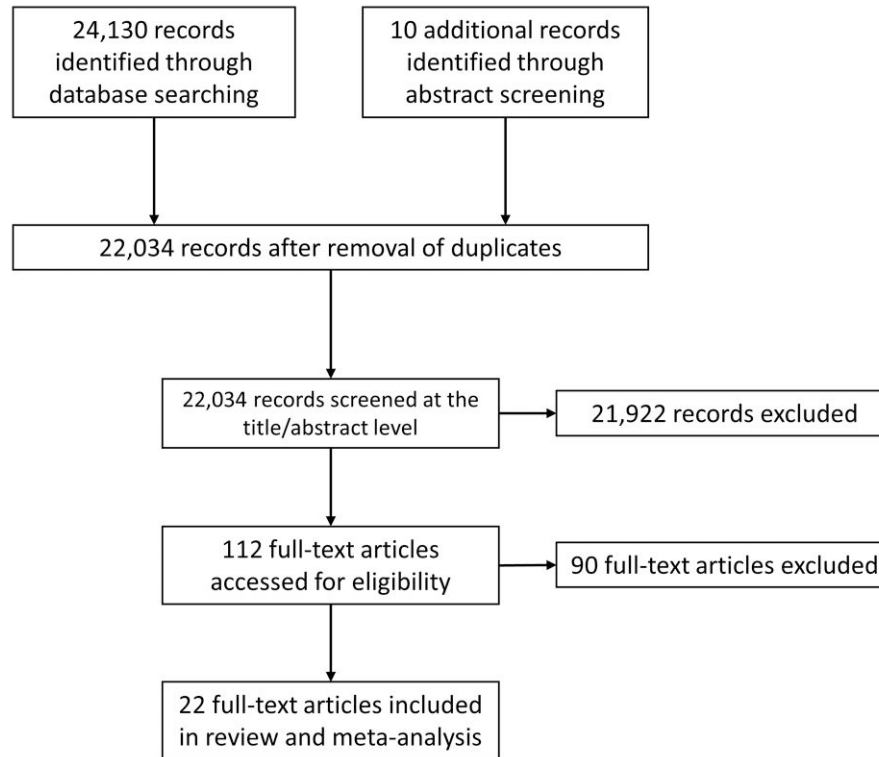 24,130 records
identified through
database searching
10 additional records
identified through
abstract screening
22,034 records after removal of duplicates
22,034 records screened at the
title/abstract level
21,922 records excluded
112 full-text articles
accessed for eligibility
90 full-text articles excluded
22 full-text articles included
in review and meta-analysis